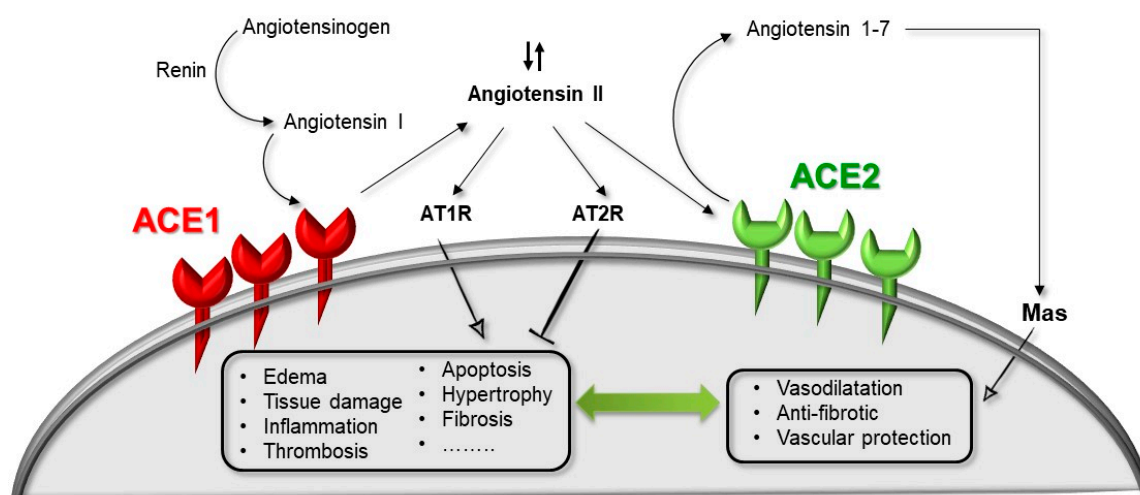 Angiotensinogen
Renin
Angiotensin I
Angiotensin II
Angiotensin 1-7
ACE1
AT1R
AT2R
ACE2
Mas
• Edema
• Tissue damage
• Inflammation
• Thrombosis
• Apoptosis
• Hypertrophy
• Fibrosis
• ........
• Vasodilatation
• Anti-fibrotic
• Vascular protection